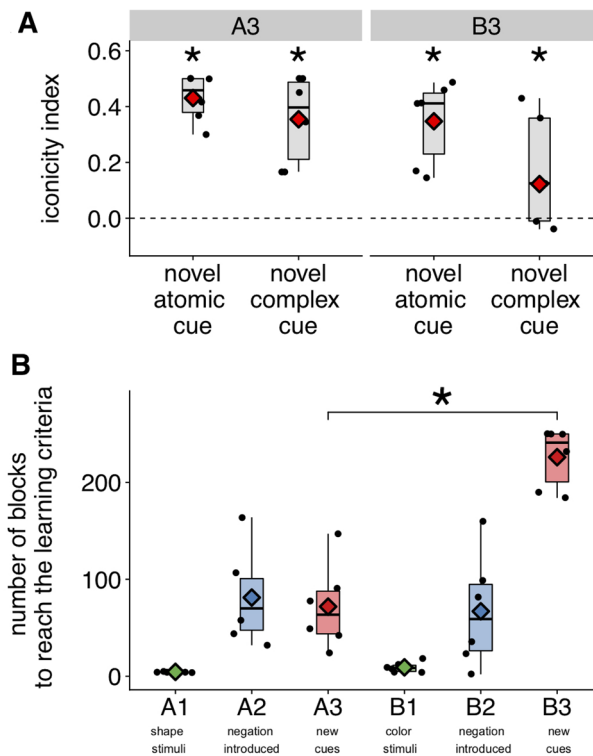 A
A3
B3
*
*
*
*
iconicity index
0.6
0.4
0.2
0.0
novel
atomic
cue
novel
complex
cue
novel
atomic
cue
novel
complex
cue
B
*
number of blocks
to reach the learning criteria
200
100
0
A1
A2
A3
B1
B2
B3
shape
stimuli
negation
introduced
new
cues
color
stimuli
negation
introduced
new
cues